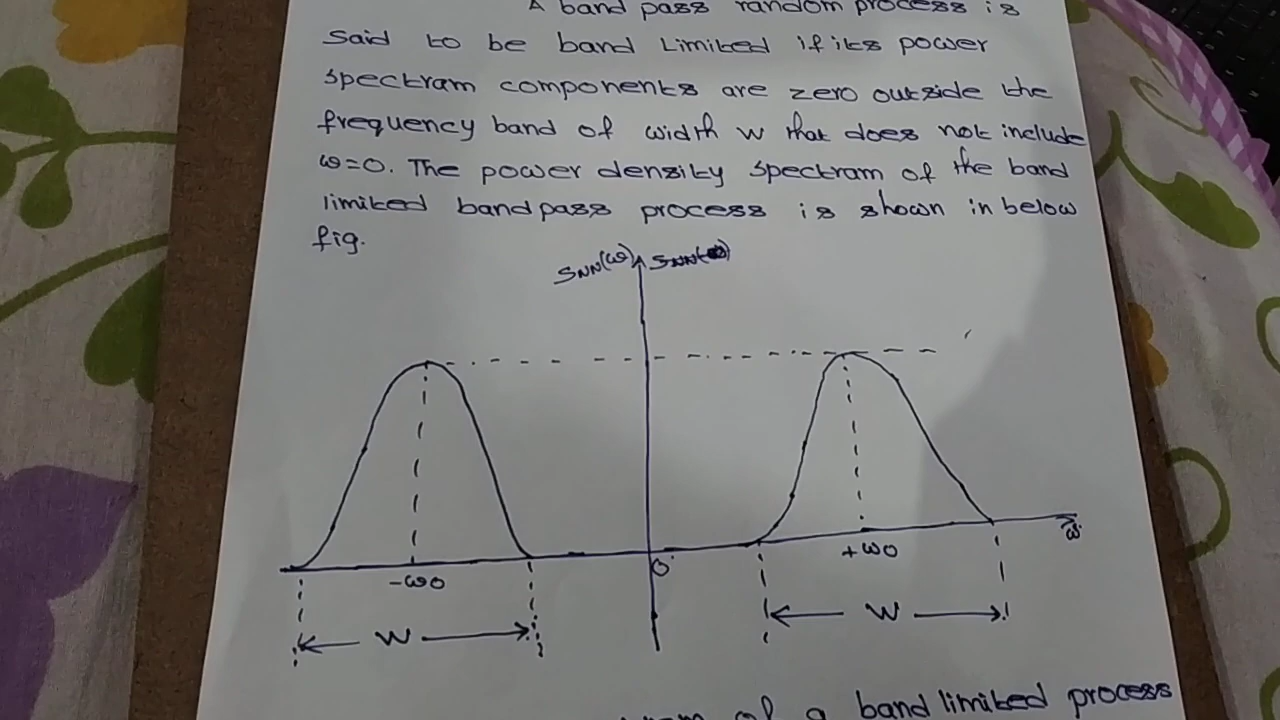 A band pass random process is
said to be band Limited if its power
spectram components are zero outside the
frequency band of width W that does not include
ω=0. The power density spectram of the band
limited bandpass process is shown in below
fig.
SNN(ω)
-ω0
0
+ω0
ω
W
W
of a bandlimited process